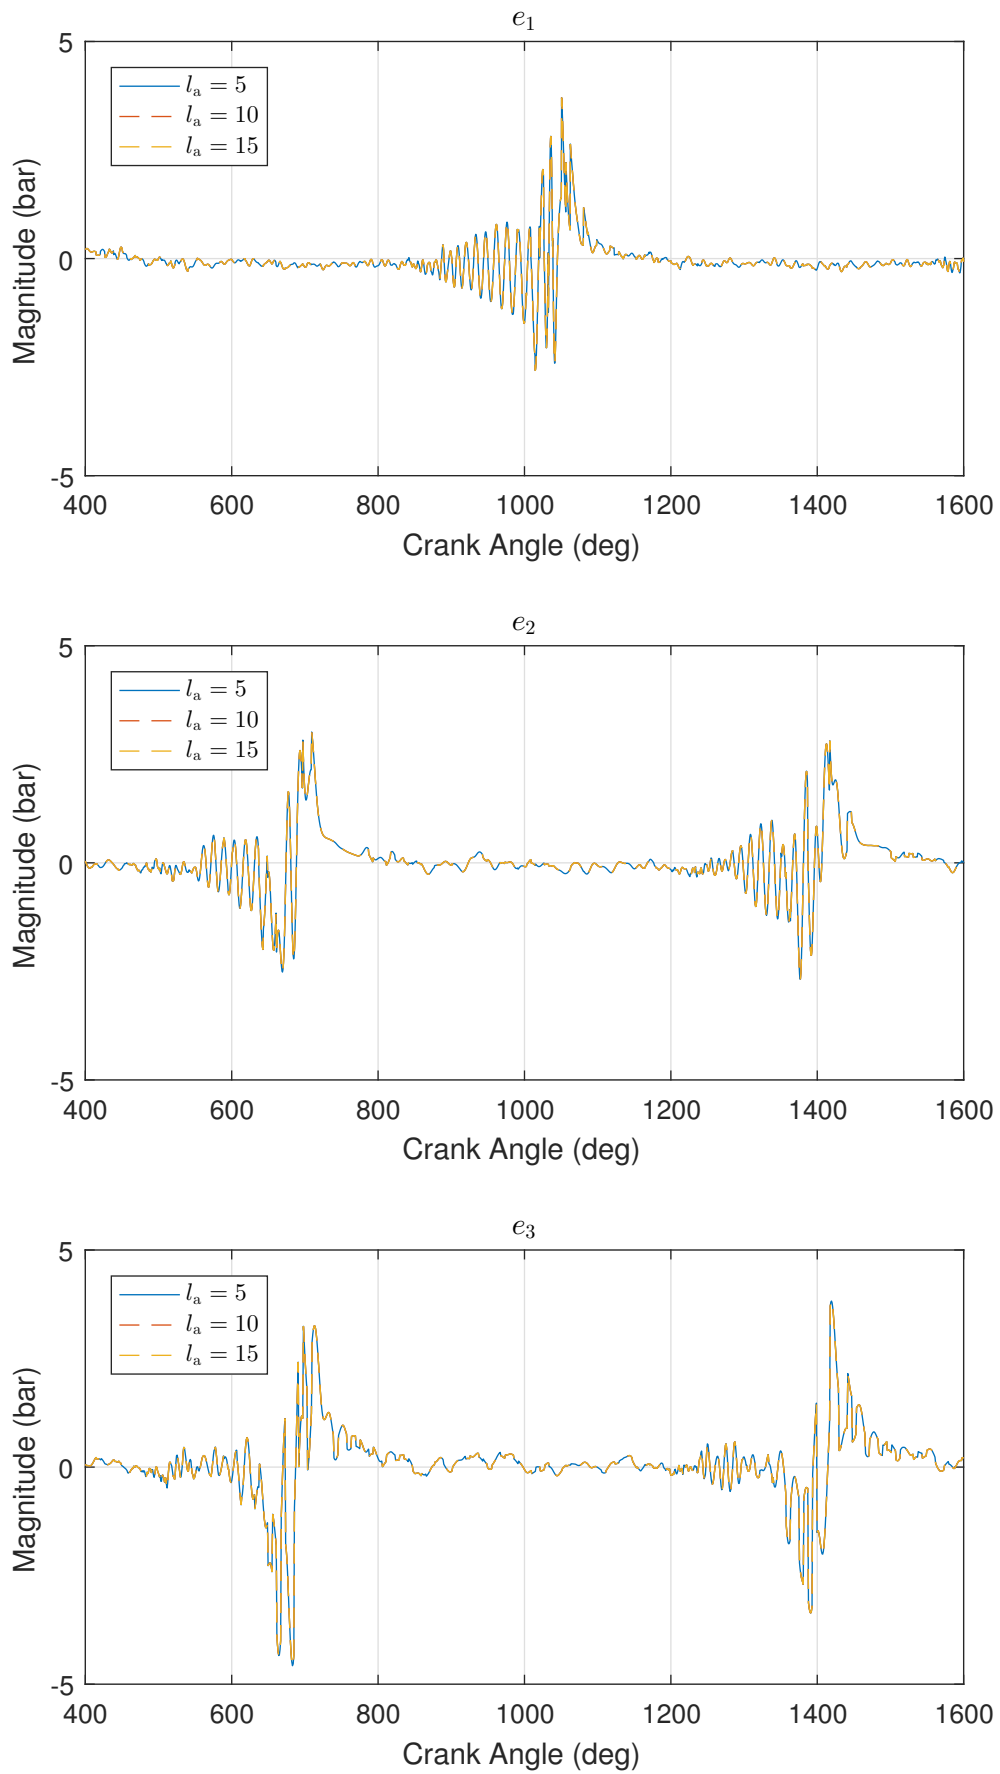 e₁
5
0
-5
Magnitude (bar)
lₐ = 5
lₐ = 10
lₐ = 15
400 600 800 1000 1200 1400 1600
Crank Angle (deg)
e₂
5
0
-5
Magnitude (bar)
lₐ = 5
lₐ = 10
lₐ = 15
400 600 800 1000 1200 1400 1600
Crank Angle (deg)
e₃
5
0
-5
Magnitude (bar)
lₐ = 5
lₐ = 10
lₐ = 15
400 600 800 1000 1200 1400 1600
Crank Angle (deg)